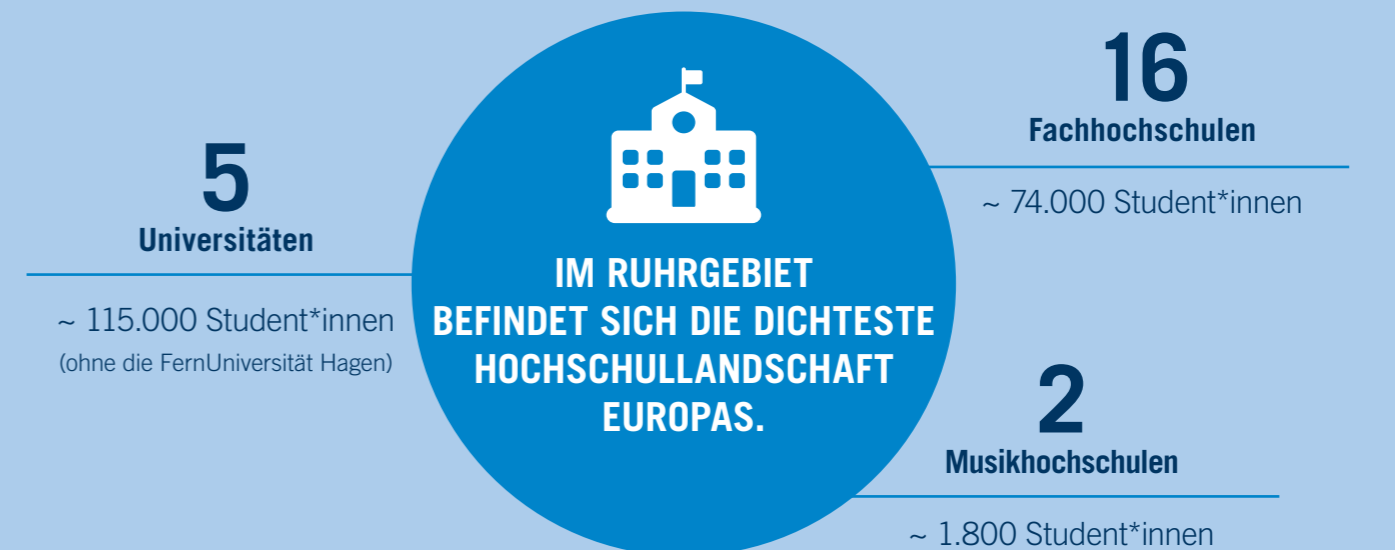 5
Universitäten
~ 115.000 Student*innen
(ohne die FernUniversität Hagen)
IM RUHRGEBIET
BEFINDET SICH DIE DICHTESTE
HOCHSCHULLANDSCHAFT
EUROPAS.
16
Fachhochschulen
~ 74.000 Student*innen
2
Musikhochschulen
~ 1.800 Student*innen